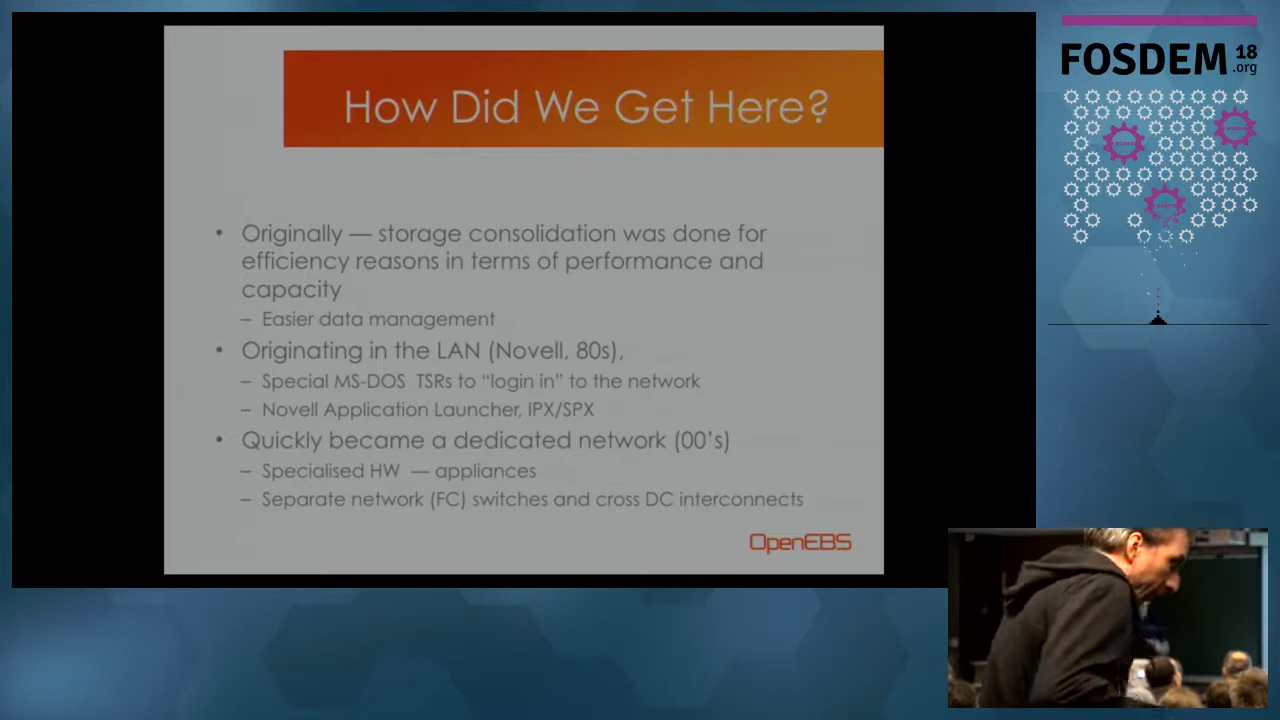 How Did We Get Here?
• Originally — storage consolidation was done for
efficiency reasons in terms of performance and
capacity
– Easier data management
• Originating in the LAN (Novell, 80s),
– Special MS-DOS TSRs to “login in” to the network
– Novell Application Launcher, IPX/SPX
• Quickly became a dedicated network (00’s)
– Specialised HW — appliances
– Separate network (FC) switches and cross DC interconnects
OpenEBS
FOSDEM 18
.org